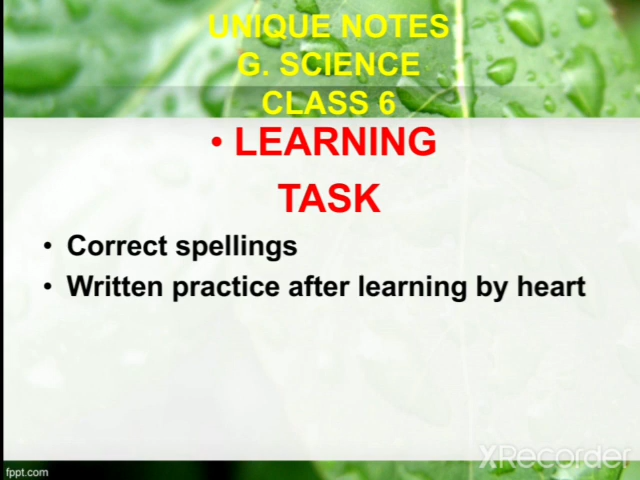 UNIQUE NOTES
G. SCIENCE
CLASS 6
• LEARNING
TASK
• Correct spellings
• Written practice after learning by heart
XRecorder
fppt.com